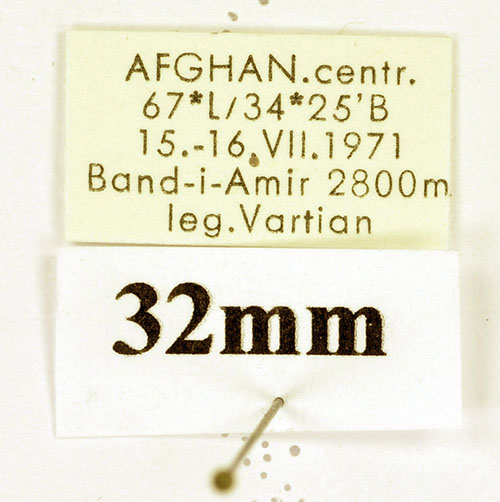 AFGHAN.centr.
67*L/34*25'B
15.-16.VII.1971
Band-i-Amir 2800m
leg.Vartian
32mm